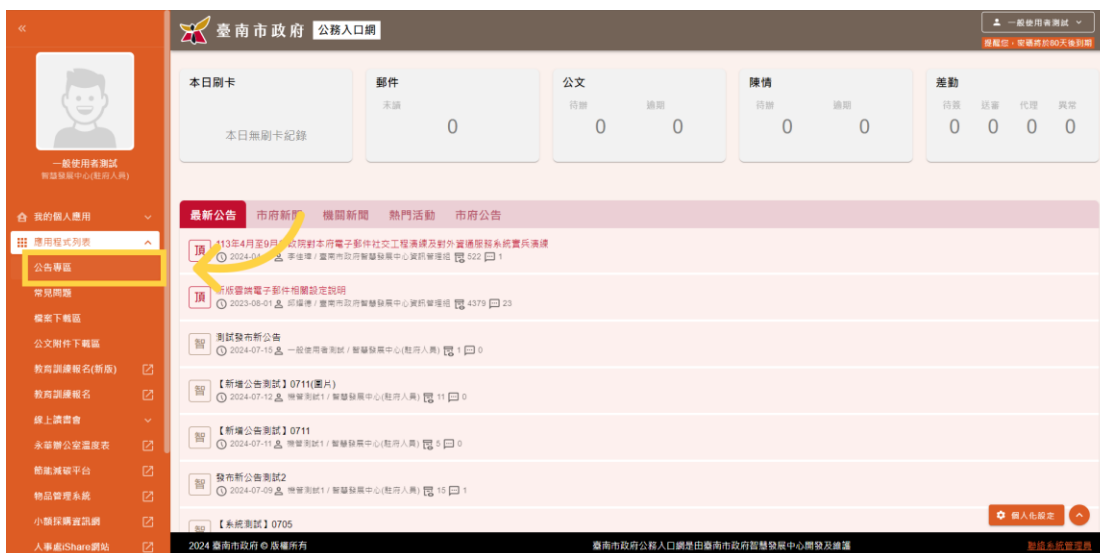 «
一般使用者測試
智慧發展中心(駐府人員)
我的個人應用
應用程式列表
公告專區
常見問題
檔案下載區
公文附件下載區
教育訓練報名(新版)
教育訓練報名
線上讀書會
永華辦公室溫度表
節能減碳平台
物品管理系統
小額採購資訊網
人事處iShare網站
臺南市政府 公務入口網
一般使用者測試
提醒您，密碼將於80天後到期
本日刷卡
本日無刷卡紀錄
郵件
未讀
0
公文
待辦 逾期
0 0
陳情
待辦 逾期
0 0
差勤
待簽 送審 代理 異常
0 0 0 0
最新公告 市府新聞 機關新聞 熱門活動 市府公告
頂 113年4月至9月行政院對本府電子郵件社交工程演練及對外資通服務系統實兵演練
2024-04- 李佳璋 / 臺南市政府智慧發展中心資訊管理組 522 1
頂 新版雲端電子郵件相關設定說明
2023-08-01 邱耀德 / 臺南市政府智慧發展中心資訊管理組 4379 23
智 測試發布新公告
2024-07-15 一般使用者測試 / 智慧發展中心(駐府人員) 1 0
智 【新增公告測試】0711(圖片)
2024-07-12 機管測試1 / 智慧發展中心(駐府人員) 11 0
智 【新增公告測試】0711
2024-07-11 機管測試1 / 智慧發展中心(駐府人員) 5 0
智 發布新公告測試2
2024-07-09 機管測試1 / 智慧發展中心(駐府人員) 15 1
智 【系統測試】0705
個人化設定
2024 臺南市政府 © 版權所有
臺南市政府公務入口網是由臺南市政府智慧發展中心開發及維護
聯絡系統管理員